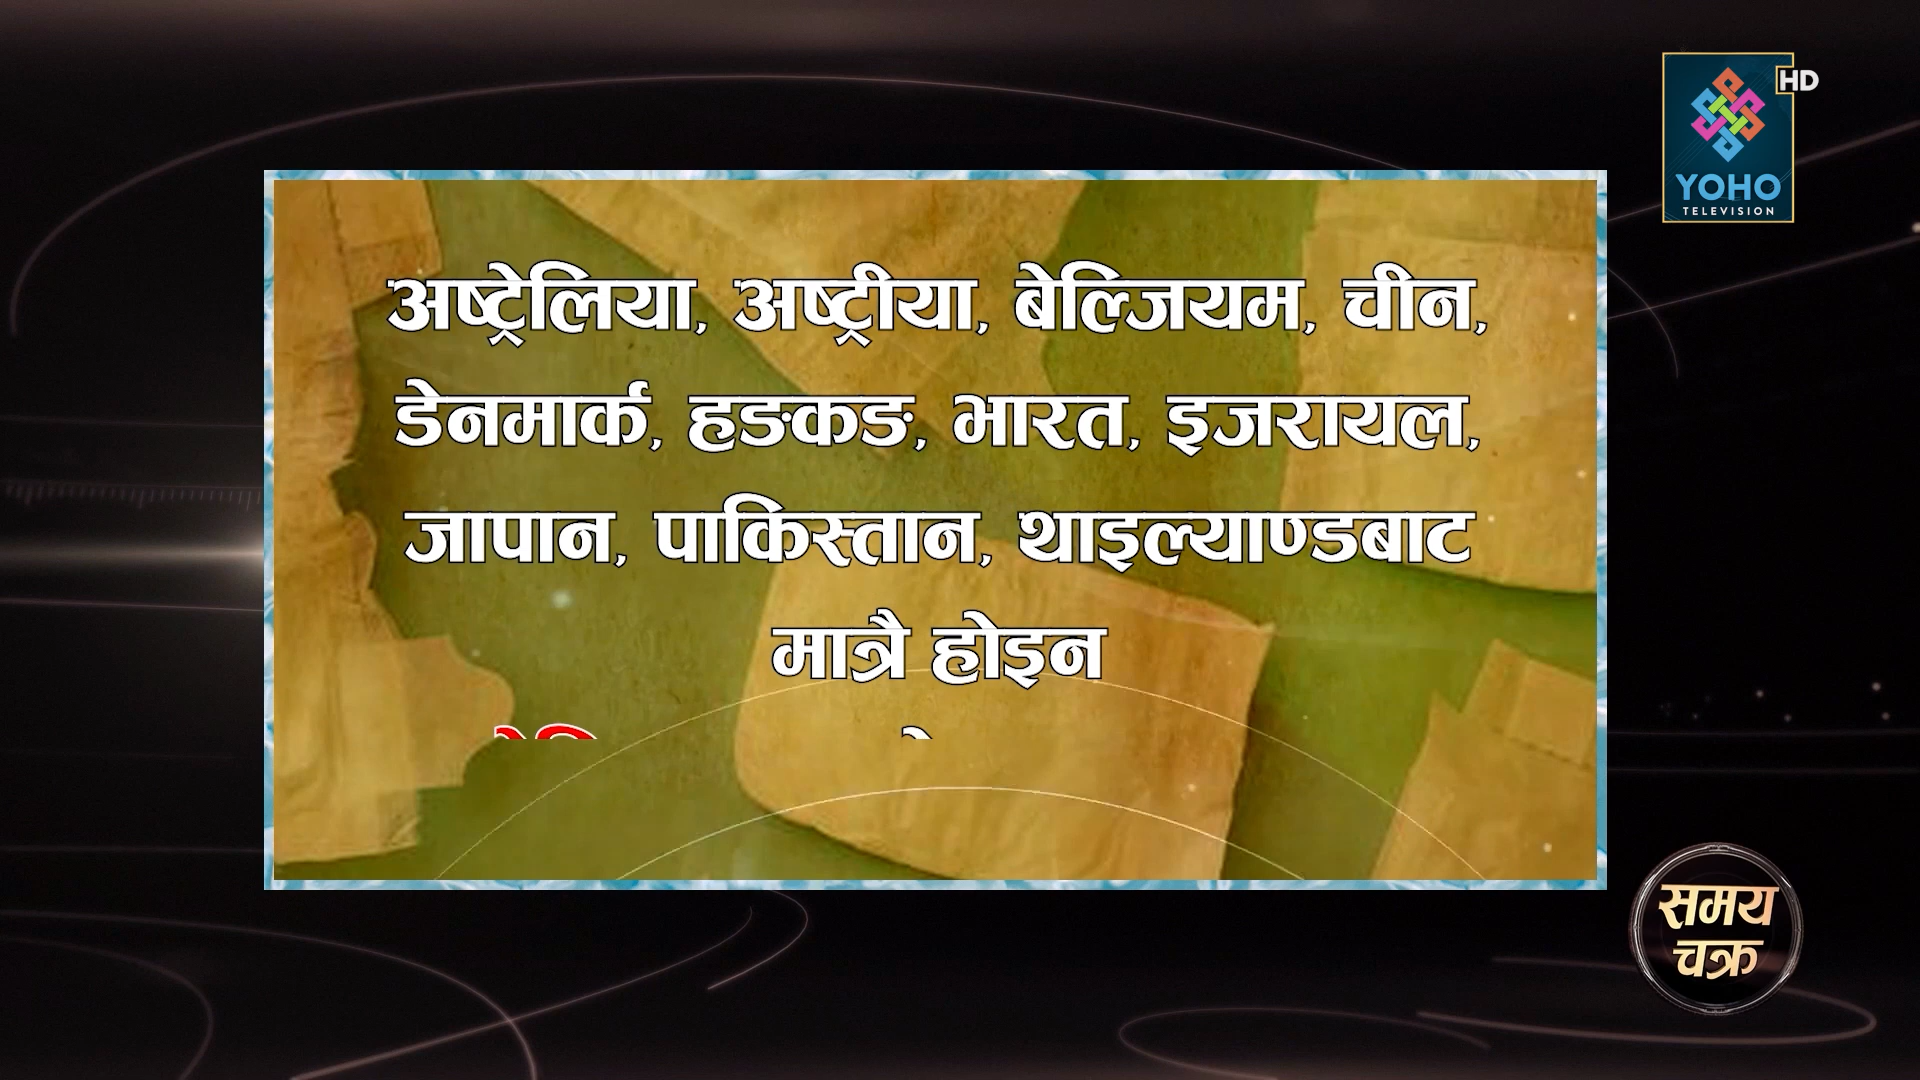 HD
YOHO
TELEVISION
अष्ट्रेलिया, अष्ट्रीया, बेल्जियम, चीन,
डेनमार्क, हङकङ, भारत, इजरायल,
जापान, पाकिस्तान, थाइल्याण्डबाट
मात्रै होइन
समय
चक्र